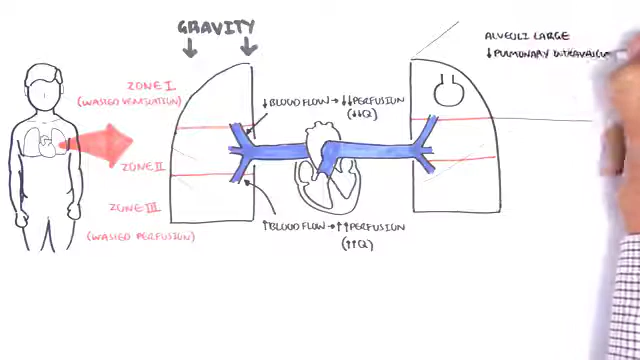 GRAVITY
ZONE I
(WASTED VENTILATION)
ZONE II
ZONE III
(WASTED PERFUSION)
↓BLOOD FLOW→↓↓PERFUSION
(↓↓Q)
↑BLOOD FLOW→↑↑PERFUSION
(↑↑Q)
ALVEOLI LARGE
↓PULMONARY